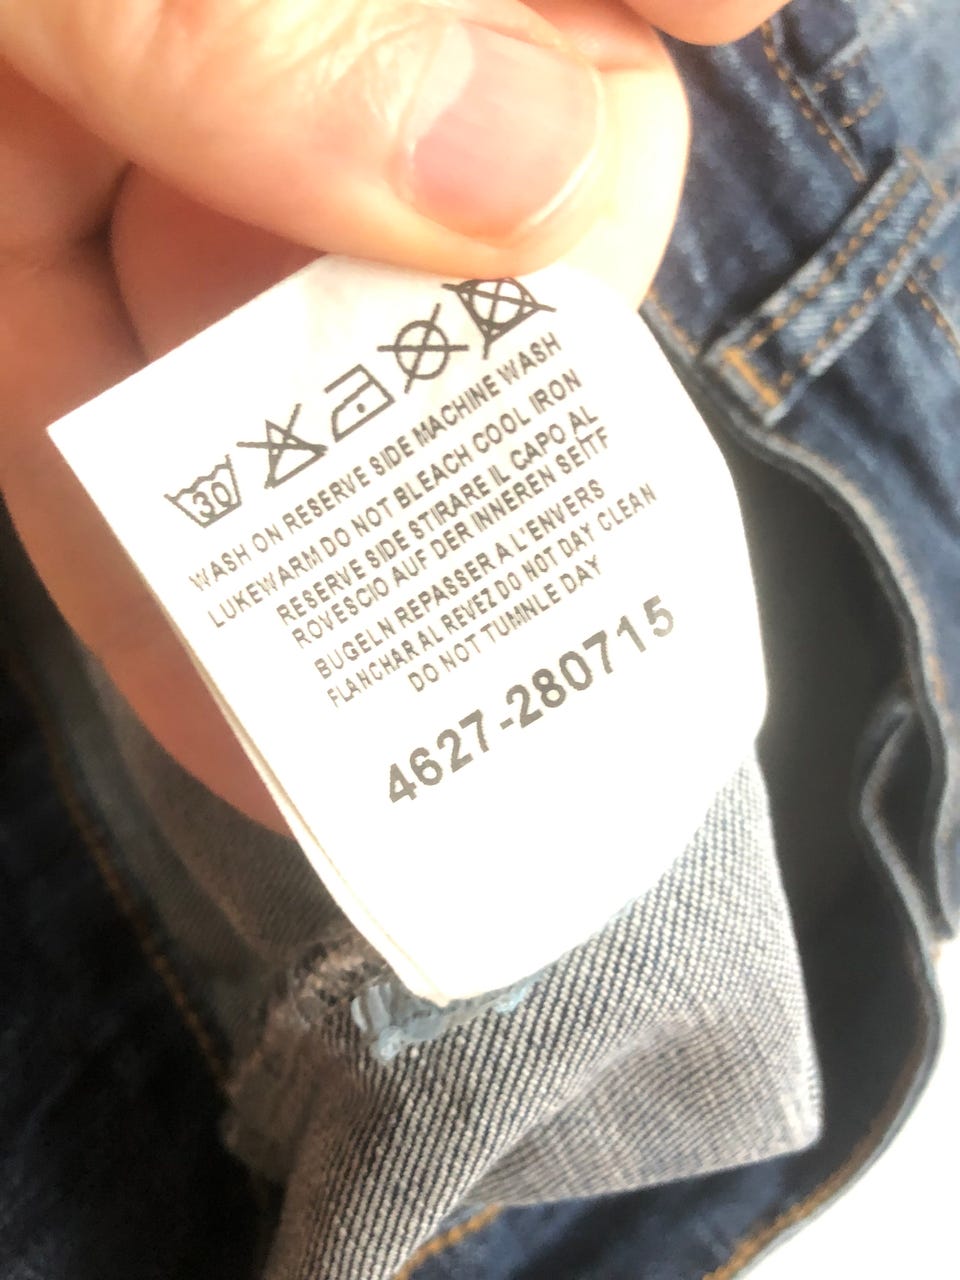 30
WASH ON RESERVE SIDE MACHINE WASH
LUKEWARM DO NOT BLEACH COOL IRON
RESERVE SIDE STIRARE IL CAPO AL
ROVESCIO AUF DER INNEREN SEITF
BUGELN REPASSER A L'ENVERS
FLANCHAR AL REVEZ DO NOT DAY CLEAN
DO NOT TUMNLE DAY
4627-280715